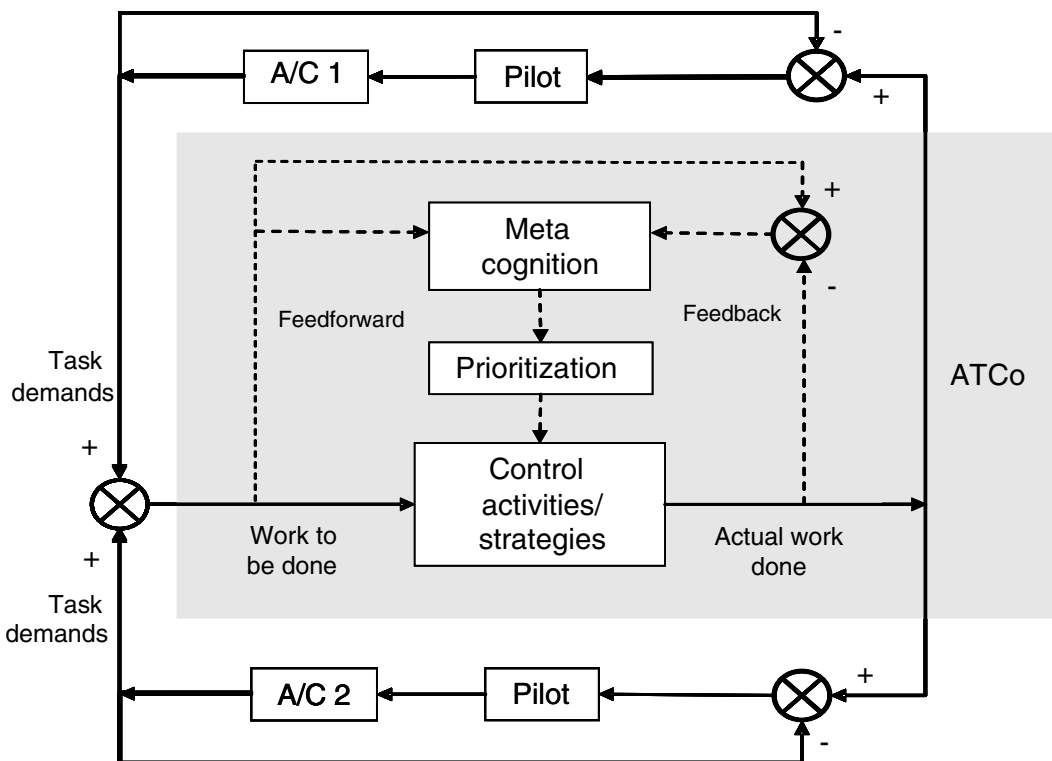 -
A/C 1
Pilot
+
+
Meta
cognition
-
Feedforward
Feedback
Task
demands
Prioritization
ATCo
+
Control
activities/
strategies
Work to
be done
Actual work
done
+
Task
demands
A/C 2
Pilot
+
-